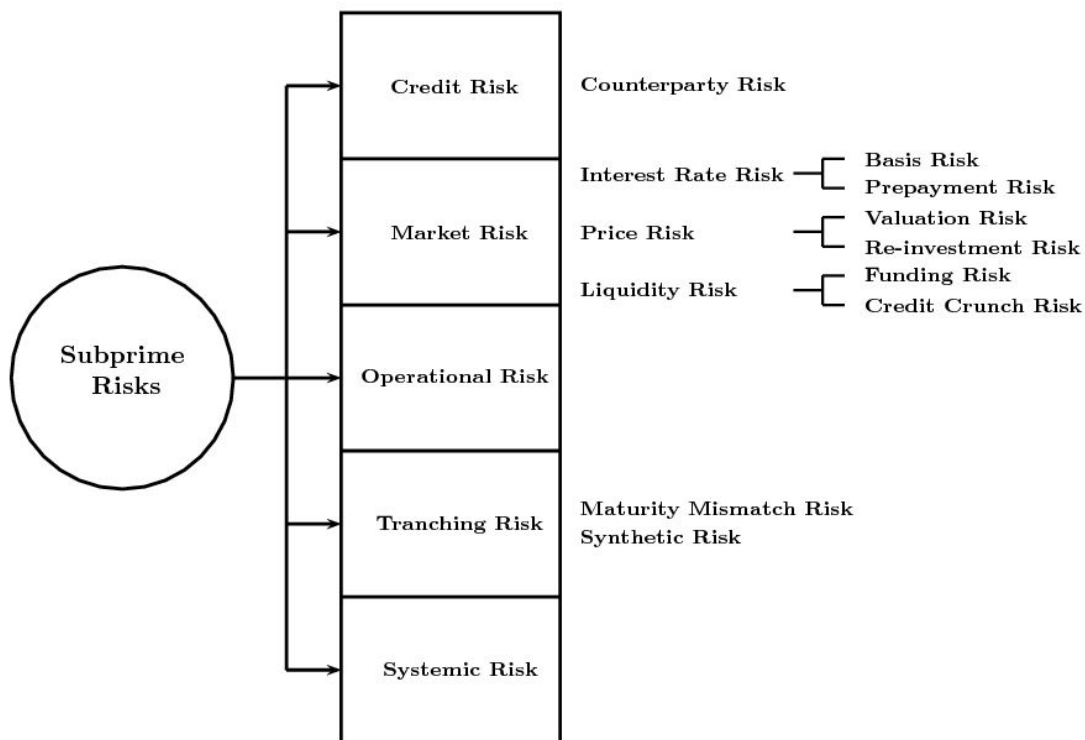 Subprime
Risks
Credit Risk
Counterparty Risk
Market Risk
Interest Rate Risk
Basis Risk
Prepayment Risk
Price Risk
Valuation Risk
Re-investment Risk
Liquidity Risk
Funding Risk
Credit Crunch Risk
Operational Risk
Tranching Risk
Maturity Mismatch Risk
Synthetic Risk
Systemic Risk